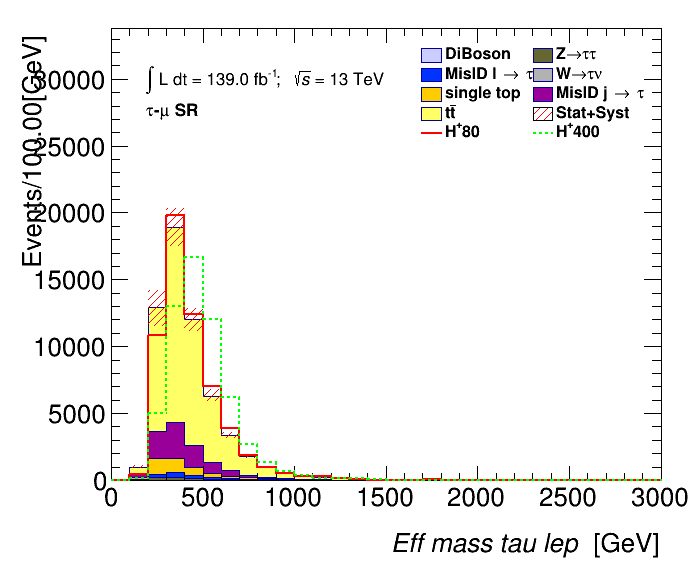 Events/100.00[GeV]
30000
25000
20000
15000
10000
5000
0
∫ L dt = 139.0 fb⁻¹; √s = 13 TeV
τ-μ SR
DiBoson Z→ττ
MisID l → τ W→τν
single top MisID j → τ
tt̄ Stat+Syst
H⁺80 H⁺400
0 500 1000 1500 2000 2500 3000
Eff mass tau lep [GeV]